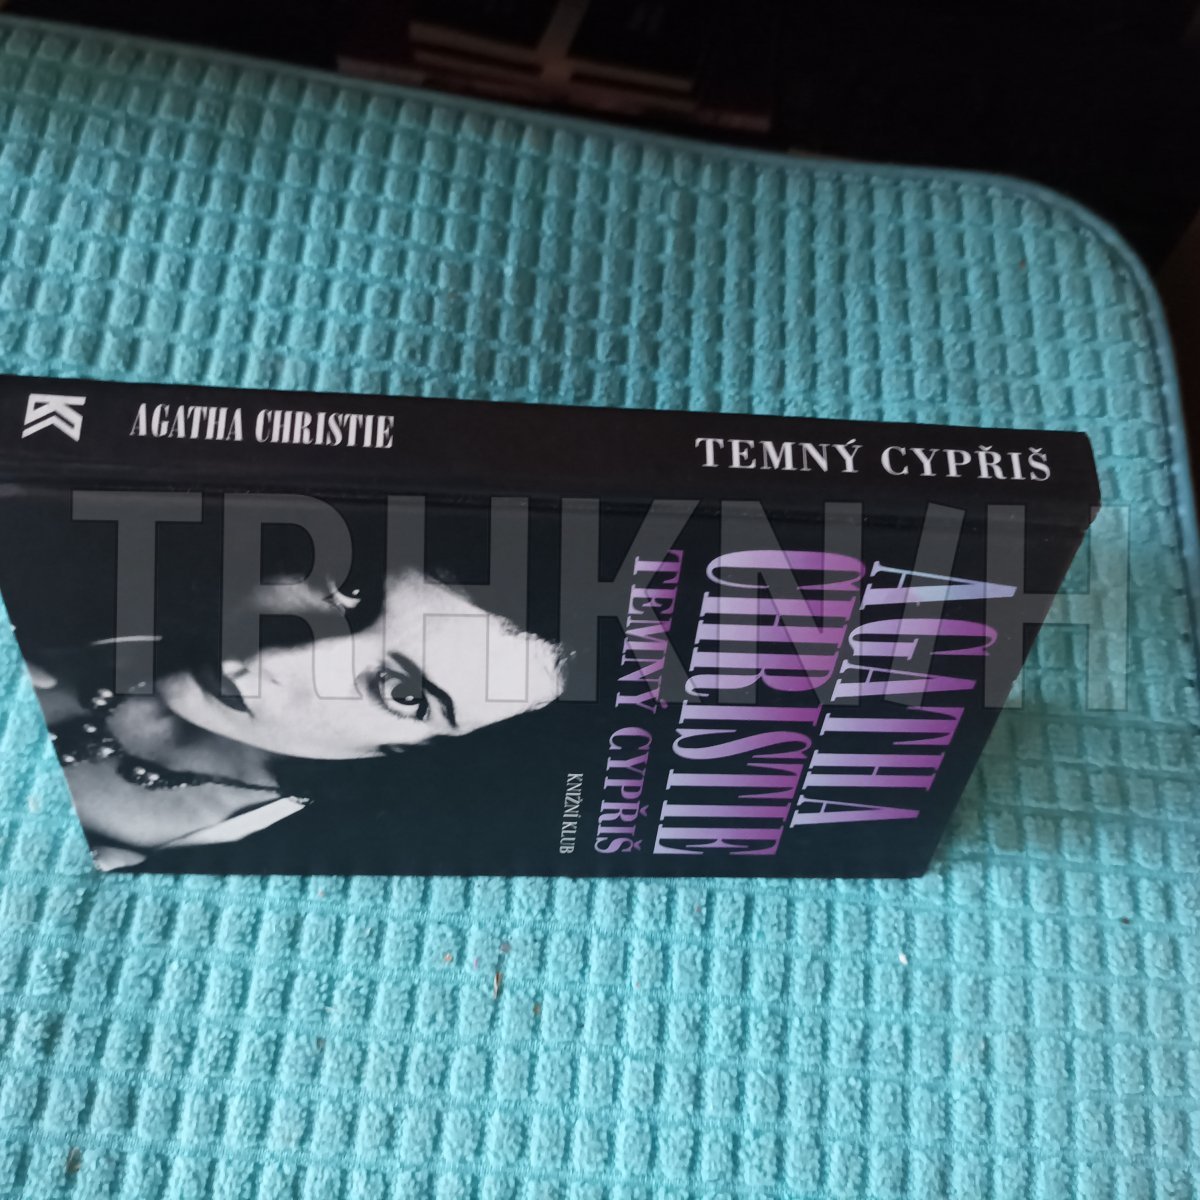 AGATHA CHRISTIE
TEMNÝ CYPŘIŠ
AGATHA
CHRISTIE
TEMNÝ CYPŘIŠ
KNIŽNÍ KLUB
TRHKNIH